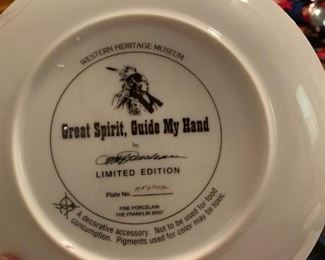 WESTERN HERITAGE MUSEUM
Great Spirit, Guide My Hand
by
LIMITED EDITION
Plate No.
FINE PORCELAIN
THE FRANKLIN MINT
A decorative accessory. Not to be used for food
consumption. Pigments used for color may be toxic.